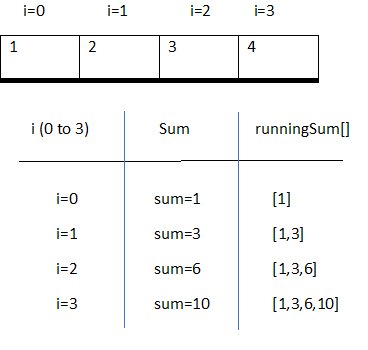 i=0 i=1 i=2 i=3
1 2 3 4
i (0 to 3) Sum runningSum[]
i=0 sum=1 [1]
i=1 sum=3 [1,3]
i=2 sum=6 [1,3,6]
i=3 sum=10 [1,3,6,10]